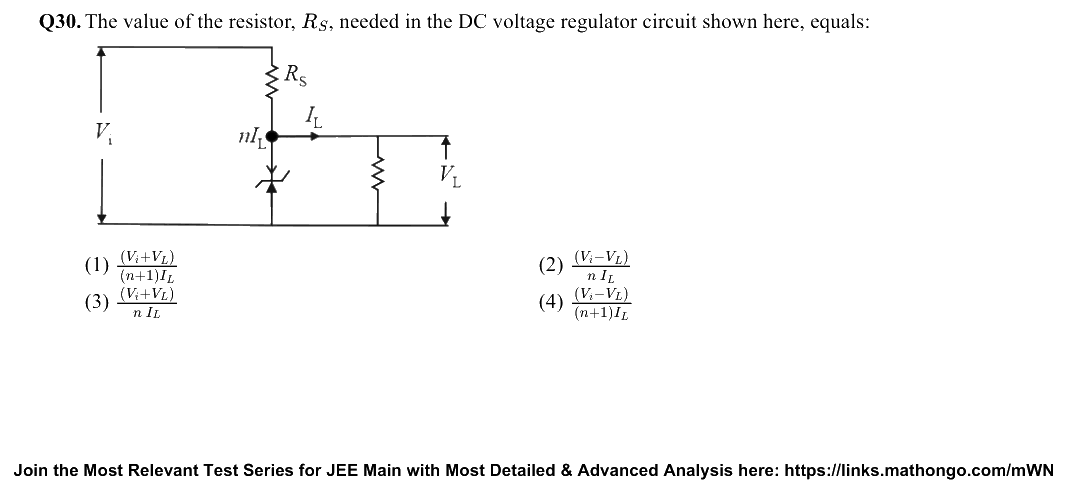 Q30. The value of the resistor, R_S, needed in the DC voltage regulator circuit shown here, equals:
R_S
I_L
V_i
nI_L
V_L
(1) (V_i+V_L)/((n+1)I_L)
(2) (V_i−V_L)/(n I_L)
(3) (V_i+V_L)/(n I_L)
(4) (V_i−V_L)/((n+1)I_L)
Join the Most Relevant Test Series for JEE Main with Most Detailed & Advanced Analysis here: https://links.mathongo.com/mWN